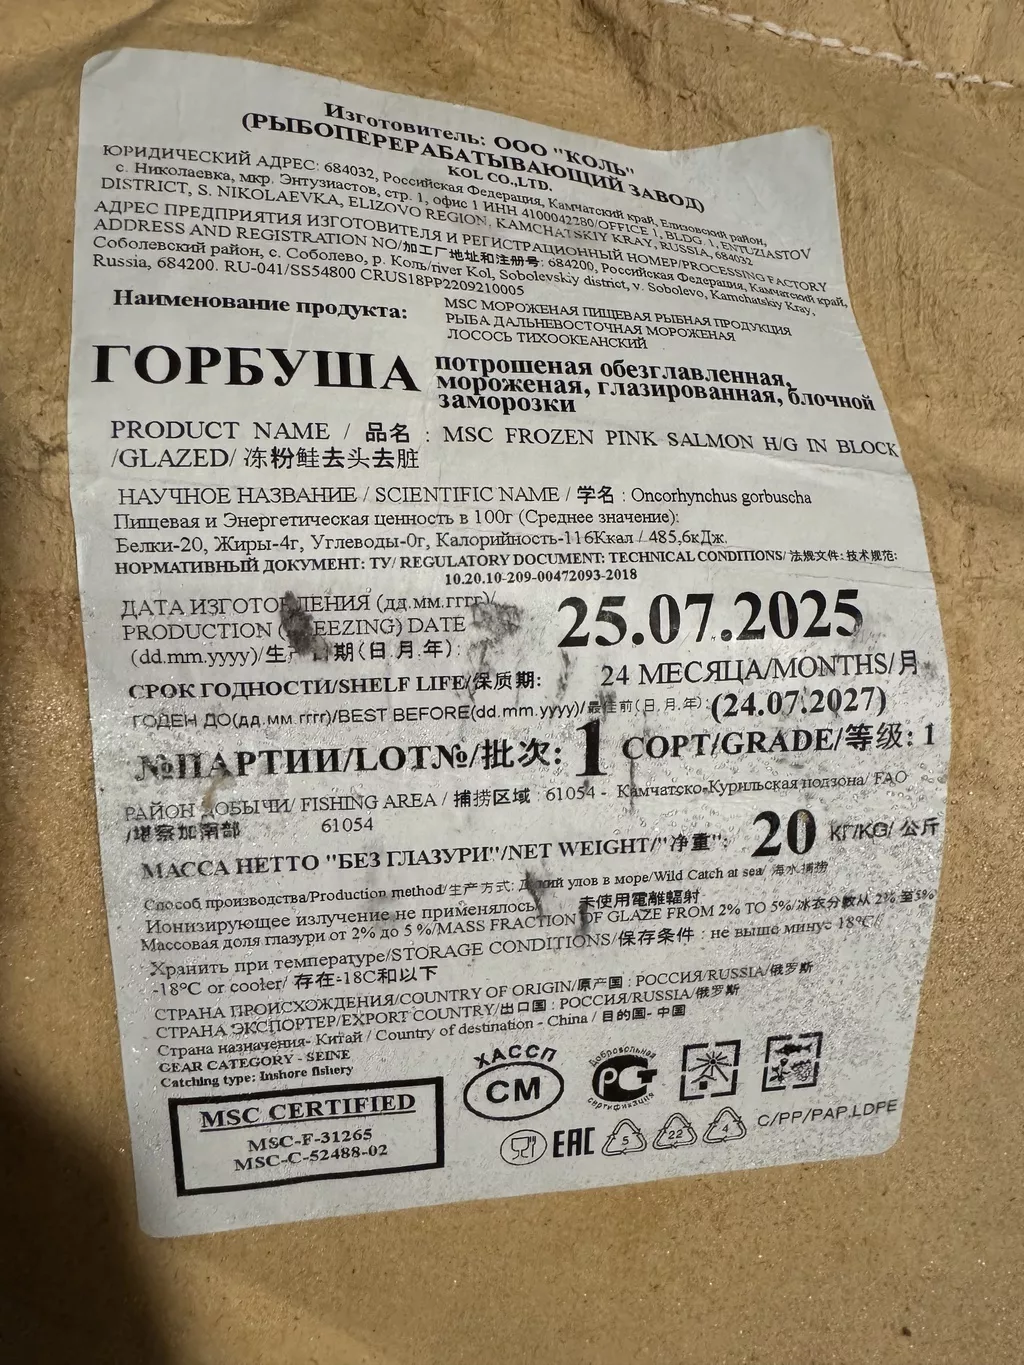 Изготовитель: ООО "КОЛЬ"
(РЫБОПЕРЕРАБАТЫВАЮЩИЙ ЗАВОД)
KOL CO.,LTD.
ЮРИДИЧЕСКИЙ АДРЕС: 684032, Российская Федерация, Камчатский край, Елизовский район,
с. Николаевка, мкр. Энтузиастов, стр. 1, офис 1 ИНН 4100042280/OFFICE 1, BLDG. 1, ENTUZIASTOV
DISTRICT, S. NIKOLAEVKA, ELIZOVO REGION, KAMCHATSKIY KRAY, RUSSIA, 684032
АДРЕС ПРЕДПРИЯТИЯ ИЗГОТОВИТЕЛЯ И РЕГИСТРАЦИОННЫЙ НОМЕР/PROCESSING FACTORY
ADDRESS AND REGISTRATION NO/加工厂地址和注册号: 684200, Российская Федерация, Камчатский край,
Соболевский район, с. Соболево, р. Коль/river Kol, Sobolevskiy district, v. Sobolevo, Kamchatskiy Kray,
Russia, 684200. RU-041/SS54800 CRUS18PP2209210005
Наименование продукта:
MSC МОРОЖЕНАЯ ПИЩЕВАЯ РЫБНАЯ ПРОДУКЦИЯ
РЫБА ДАЛЬНЕВОСТОЧНАЯ МОРОЖЕНАЯ
ЛОСОСЬ ТИХООКЕАНСКИЙ
ГОРБУША потрошеная обезглавленная,
мороженая, глазированная, блочной
заморозки
PRODUCT NAME / 品名 : MSC FROZEN PINK SALMON H/G IN BLOCK
/GLAZED/ 冻粉鲑去头去脏
НАУЧНОЕ НАЗВАНИЕ / SCIENTIFIC NAME / 学名 : Oncorhynchus gorbuscha
Пищевая и Энергетическая ценность в 100г (Среднее значение):
Белки-20, Жиры-4г, Углеводы-0г, Калорийность-116Ккал / 485,6кДж.
НОРМАТИВНЫЙ ДОКУМЕНТ: ТУ/ REGULATORY DOCUMENT: TECHNICAL CONDITIONS/ 法规文件: 技术规范:
10.20.10-209-00472093-2018
ДАТА ИЗГОТОВЛЕНИЯ (дд.мм.гггг)/
PRODUCTION (FREEZING) DATE
(dd.mm.yyyy)/生产日期(日.月.年):
25.07.2025
СРОК ГОДНОСТИ/SHELF LIFE/保质期: 24 МЕСЯЦА/MONTHS/月
ГОДЕН ДО(дд.мм.гггг)/BEST BEFORE(dd.mm.yyyy)/最佳前(日.月.年): (24.07.2027)
№ПАРТИИ/LOT№/批次: 1 СОРТ/GRADE/等级: 1
РАЙОН ДОБЫЧИ/ FISHING AREA / 捕捞区域 : 61054 - Камчатско-Курильская подзона/ FAO
/堪察加南部 61054
МАССА НЕТТО "БЕЗ ГЛАЗУРИ"/NET WEIGHT/"净重": 20 КГ/KG/ 公斤
Способ производства/Production method/生产方式: Дикий улов в море/Wild Catch at sea/ 海水捕捞
Ионизирующее излучение не применялось/ 未使用電離輻射
Массовая доля глазури от 2% до 5 %/MASS FRACTION OF GLAZE FROM 2% TO 5%/冰衣分数从 2% 至5%
Хранить при температуре/STORAGE CONDITIONS/保存条件 : не выше минус 18°C/
-18°C or cooler/ 存在-18C和以下
СТРАНА ПРОИСХОЖДЕНИЯ/COUNTRY OF ORIGIN/原产国 : РОССИЯ/RUSSIA/俄罗斯
СТРАНА ЭКСПОРТЕР/EXPORT COUNTRY/出口国 : РОССИЯ/RUSSIA/俄罗斯
Страна назначения- Китай / Country of destination - China / 目的国- 中国
GEAR CATEGORY - SEINE
Catching type: Inshore fishery
MSC CERTIFIED
MSC-F-31265
MSC-C-52488-02
ХАССП
СМ
Добровольная
РСТ
сертификация
EAC
5
22
4
C/PP/PAP.LDPE